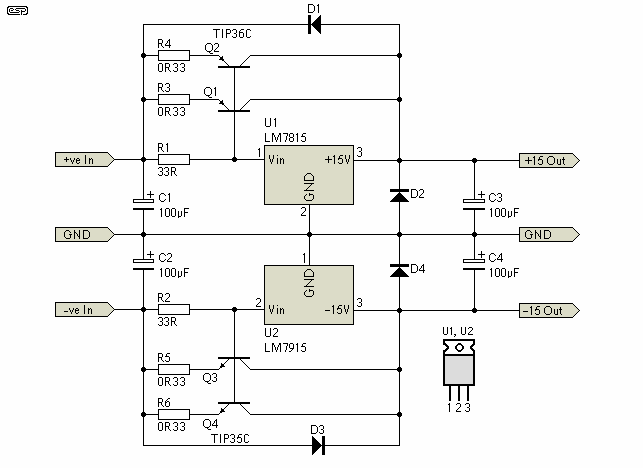 esp
D1
TIP36C
R4
Q2
0R33
R3
Q1
0R33
U1
LM7815
+ve In
R1
33R
1
Vin
+15V
3
+15 Out
GND
2
D2
+
C1
100µF
+
C3
100µF
GND
GND
+
C2
100µF
1
GND
D4
+
C4
100µF
-ve In
R2
33R
2
Vin
-15V
3
-15 Out
U2
LM7915
U1, U2
R5
0R33
Q3
R6
0R33
Q4
TIP35C
D3
1 2 3